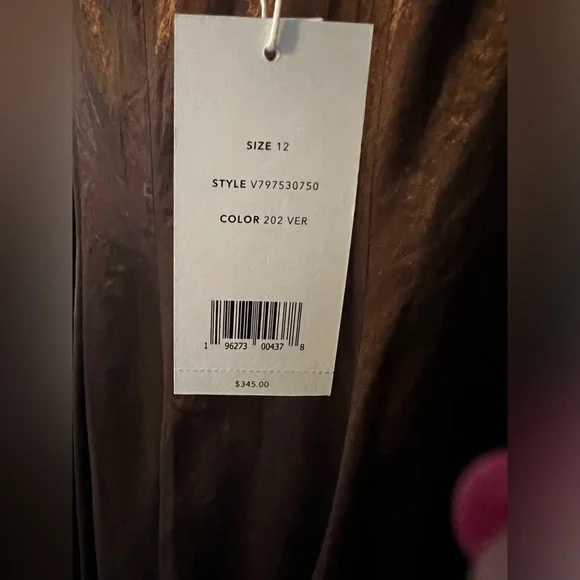 SIZE 12
STYLE V797530750
COLOR 202 VER
1 96273 00437 8
$345.00